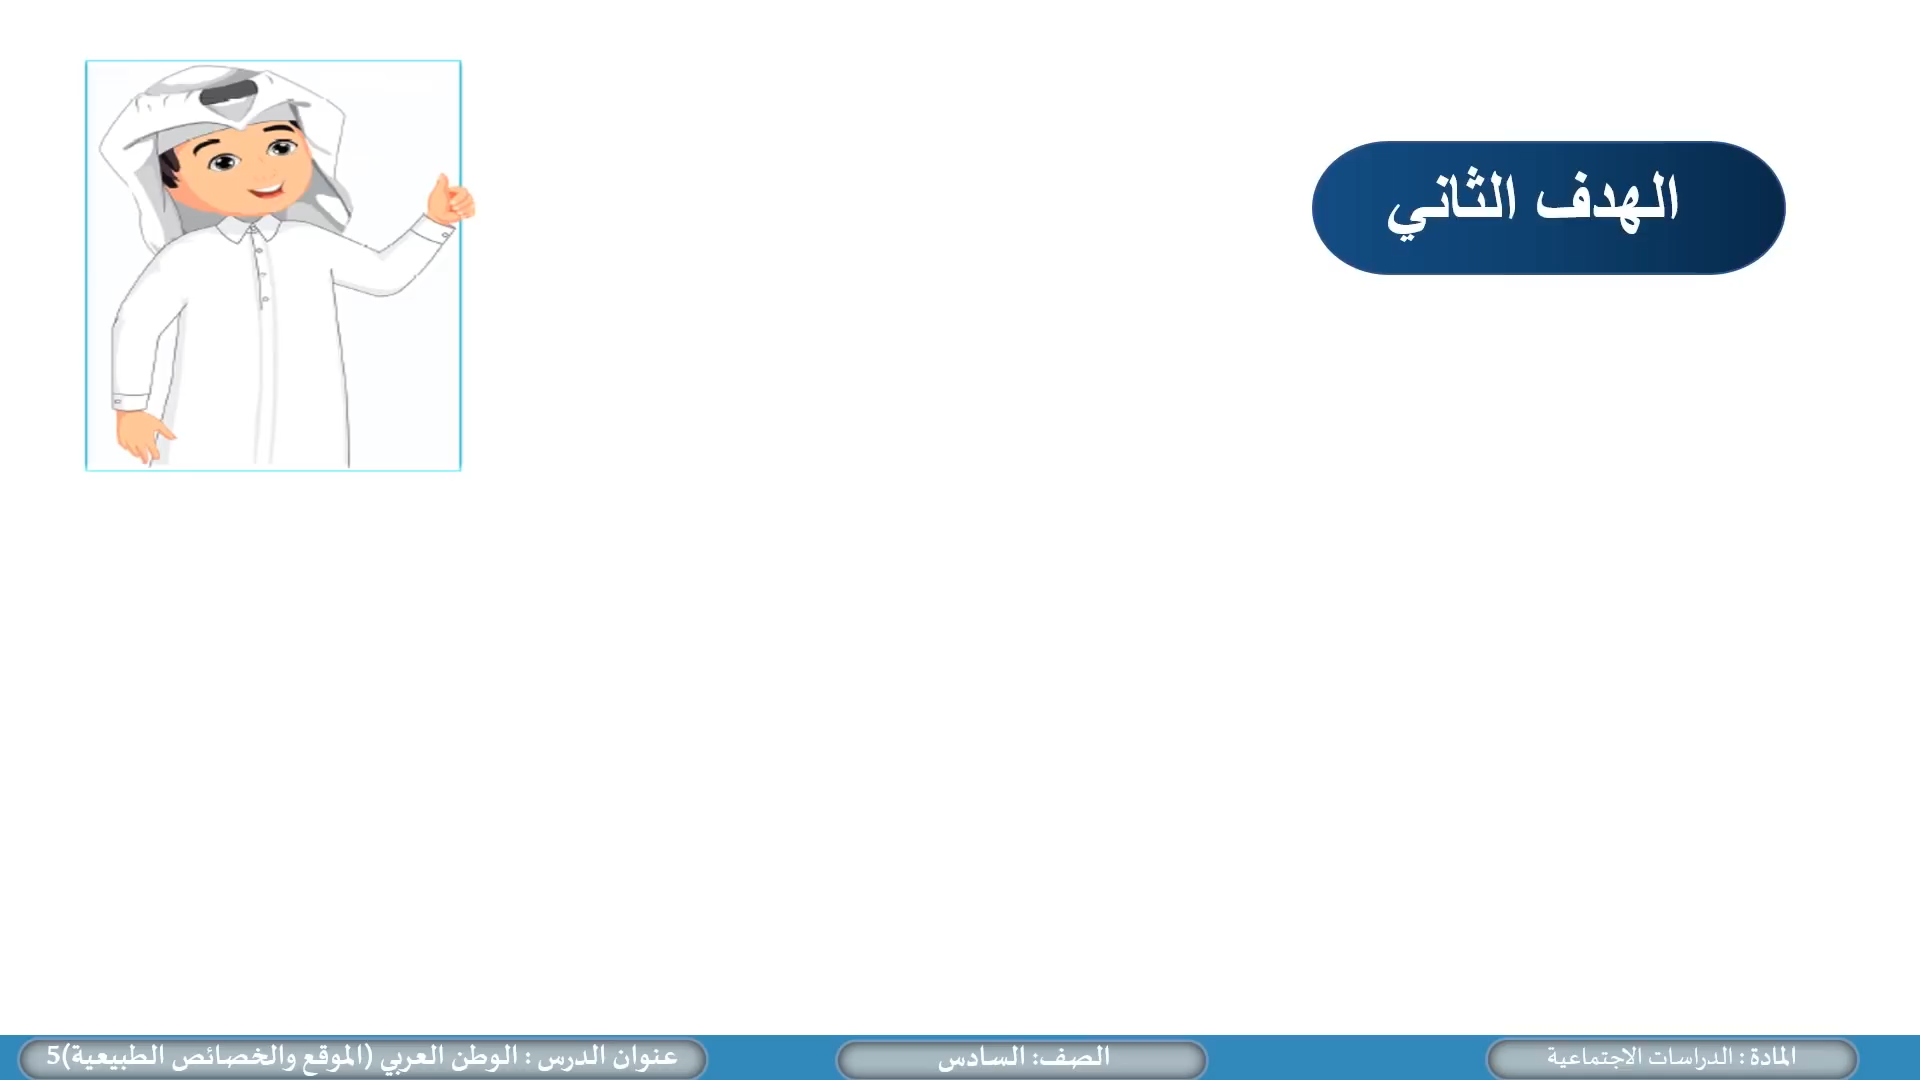 الهدف الثاني
المادة : الدراسات الاجتماعية
الصف: السادس
عنوان الدرس : الوطن العربي (الموقع والخصائص الطبيعية)5